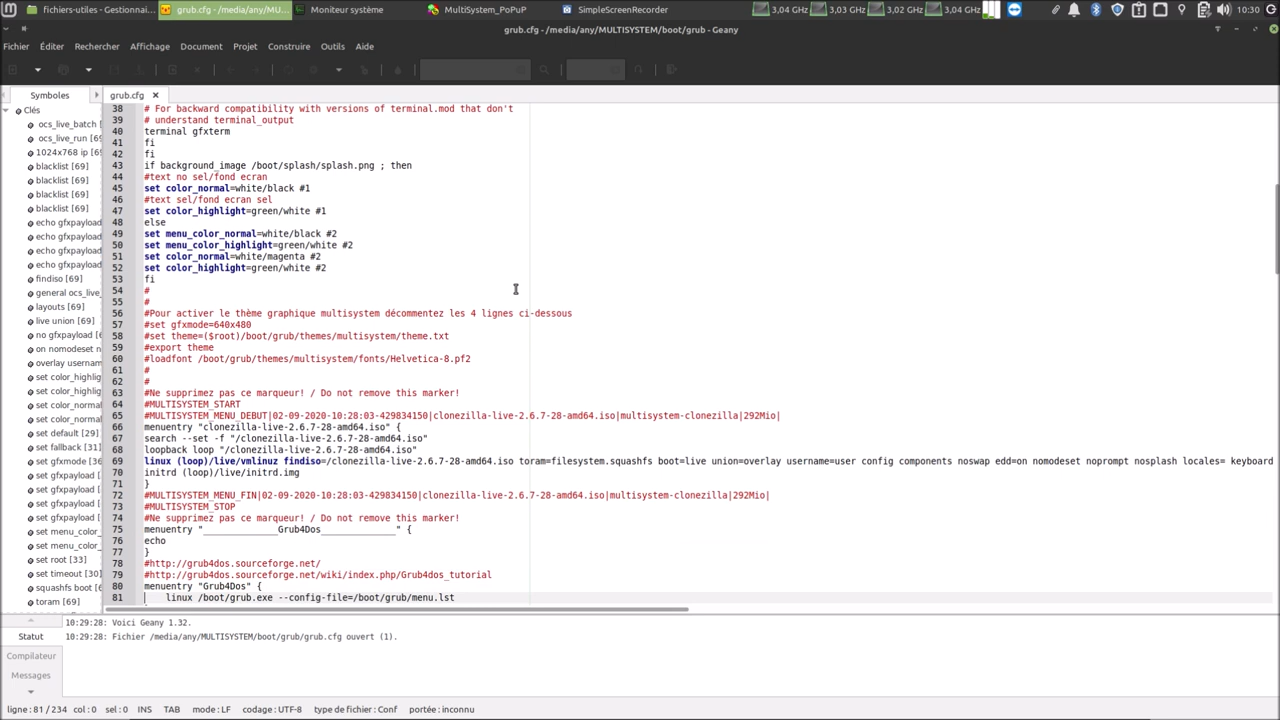 fichiers-utiles - Gestionnai... grub.cfg - /media/any/MU... Moniteur système MultiSystem_PoPuP SimpleScreenRecorder 3,04 GHz 3,03 GHz 3,02 GHz 3,04 GHz 10:30
grub.cfg - /media/any/MULTISYSTEM/boot/grub - Geany
Fichier Éditer Rechercher Affichage Document Projet Construire Outils Aide
Symboles grub.cfg
Clés
ocs_live_batch [
ocs_live_run [69]
1024x768 ip [69]
blacklist [69]
blacklist [69]
blacklist [69]
blacklist [69]
echo gfxpayload
echo gfxpayload
echo gfxpayload
echo gfxpayload
findiso [69]
general ocs_live_
layouts [69]
live union [69]
no gfxpayload [6
on nomodeset n
overlay usernam
set color_highlig
set color_highlig
set color_normal
set color_normal
set default [29]
set fallback [31]
set gfxmode [36
set gfxpayload [
set gfxpayload [
set gfxpayload [
set gfxpayload [
set menu_color_
set menu_color_
set root [33]
set timeout [30]
squashfs boot [6
toram [69]
38 # For backward compatibility with versions of terminal.mod that don't
39 # understand terminal_output
40 terminal gfxterm
41 fi
42 fi
43 if background_image /boot/splash/splash.png ; then
44 #text no sel/fond ecran
45 set color_normal=white/black #1
46 #text sel/fond ecran sel
47 set color_highlight=green/white #1
48 else
49 set menu_color_normal=white/black #2
50 set menu_color_highlight=green/white #2
51 set color_normal=white/magenta #2
52 set color_highlight=green/white #2
53 fi
54 #
55 #
56 #Pour activer le thème graphique multisystem décommentez les 4 lignes ci-dessous
57 #set gfxmode=640x480
58 #set theme=($root)/boot/grub/themes/multisystem/theme.txt
59 #export theme
60 #loadfont /boot/grub/themes/multisystem/fonts/Helvetica-8.pf2
61 #
62 #
63 #Ne supprimez pas ce marqueur! / Do not remove this marker!
64 #MULTISYSTEM_START
65 #MULTISYSTEM_MENU_DEBUT|02-09-2020-10:28:03-429834150|clonezilla-live-2.6.7-28-amd64.iso|multisystem-clonezilla|292Mio|
66 menuentry "clonezilla-live-2.6.7-28-amd64.iso" {
67 search --set -f "/clonezilla-live-2.6.7-28-amd64.iso"
68 loopback loop "/clonezilla-live-2.6.7-28-amd64.iso"
69 linux (loop)/live/vmlinuz findiso=/clonezilla-live-2.6.7-28-amd64.iso toram=filesystem.squashfs boot=live union=overlay username=user config components noswap edd=on nomodeset noprompt nosplash locales= keyboard
70 initrd (loop)/live/initrd.img
71 }
72 #MULTISYSTEM_MENU_FIN|02-09-2020-10:28:03-429834150|clonezilla-live-2.6.7-28-amd64.iso|multisystem-clonezilla|292Mio|
73 #MULTISYSTEM_STOP
74 #Ne supprimez pas ce marqueur! / Do not remove this marker!
75 menuentry "______________Grub4Dos______________" {
76 echo
77 }
78 #http://grub4dos.sourceforge.net/
79 #http://grub4dos.sourceforge.net/wiki/index.php/Grub4dos_tutorial
80 menuentry "Grub4Dos" {
81 linux /boot/grub.exe --config-file=/boot/grub/menu.lst
Statut
Compilateur
Messages
10:29:28: Voici Geany 1.32.
10:29:28: Fichier /media/any/MULTISYSTEM/boot/grub/grub.cfg ouvert (1).
ligne : 81 / 234 col : 0 sel : 0 INS TAB mode : LF codage : UTF-8 type de fichier : Conf portée : inconnu